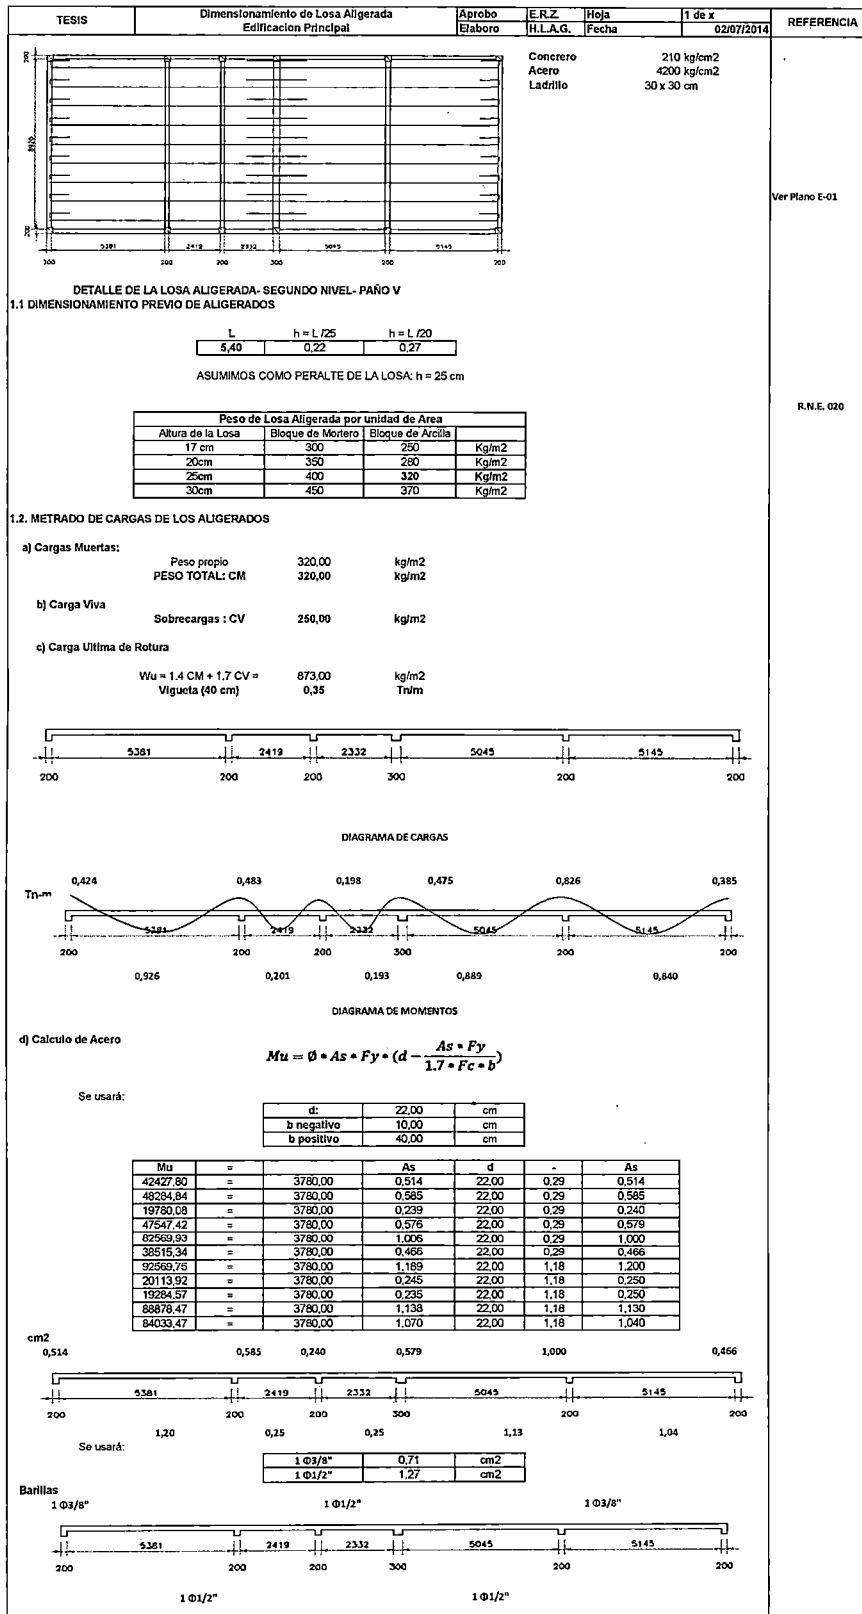 TESIS
Dimensionamiento de Losa Aligerada
Edificacion Principal
Aprobo E.R.Z. Hoja 1 de x
Elaboro H.L.A.G. Fecha 02/07/2014
REFERENCIA
Concrero 210 kg/cm2
Acero 4200 kg/cm2
Ladrillo 30 x 30 cm
200
200
5381 2419 2332 5045 5145
300 200 200 300 200 200
Ver Plano E-01
DETALLE DE LA LOSA ALIGERADA- SEGUNDO NIVEL- PAÑO V
1.1 DIMENSIONAMIENTO PREVIO DE ALIGERADOS
L h = L /25 h = L /20
5,40 0,22 0,27
ASUMIMOS COMO PERALTE DE LA LOSA: h = 25 cm
R.N.E. 020
Peso de Losa Aligerada por unidad de Area
Altura de la Losa Bloque de Mortero Bloque de Arcilla
17 cm 300 250 Kg/m2
20cm 350 280 Kg/m2
25cm 400 320 Kg/m2
30cm 450 370 Kg/m2
1.2. METRADO DE CARGAS DE LOS ALIGERADOS
a) Cargas Muertas:
Peso propio 320,00 kg/m2
PESO TOTAL: CM 320,00 kg/m2
b) Carga Viva
Sobrecargas : CV 250,00 kg/m2
c) Carga Ultima de Rotura
Wu = 1.4 CM + 1,7 CV = 873,00 kg/m2
Vigueta (40 cm) 0,35 Tn/m
5381 2419 2332 5045 5145
200 200 200 300 200 200
DIAGRAMA DE CARGAS
0,424 0,483 0,198 0,475 0,826 0,385
Tn-m
5381 2419 2332 5045 5145
200 200 200 300 200 200
0,926 0,201 0,193 0,889 0,840
DIAGRAMA DE MOMENTOS
d) Calculo de Acero
Mu = Ø * As * Fy * (d - As * Fy / 1.7 * Fc * b)
Se usará:
d: 22,00 cm
b negativo 10,00 cm
b positivo 40,00 cm
Mu = As d - As
42427,80 = 3780,00 0,514 22,00 0,29 0,514
48284,84 = 3780,00 0,585 22,00 0,29 0,585
19780,08 = 3780,00 0,239 22,00 0,29 0,240
47547,42 = 3780,00 0,576 22,00 0,29 0,579
82569,93 = 3780,00 1,006 22,00 0,29 1,000
38515,34 = 3780,00 0,466 22,00 0,29 0,466
92569,75 = 3780,00 1,189 22,00 1,18 1,200
20113,92 = 3780,00 0,245 22,00 1,18 0,250
19284,57 = 3780,00 0,235 22,00 1,18 0,250
88878,47 = 3780,00 1,138 22,00 1,18 1,130
84033,47 = 3780,00 1,070 22,00 1,18 1,040
cm2
0,514 0,585 0,240 0,579 1,000 0,466
5381 2419 2332 5045 5145
200 200 200 300 200 200
1,20 0,25 0,25 1,13 1,04
Se usará:
1 Φ3/8" 0,71 cm2
1 Φ1/2" 1,27 cm2
Barillas
1 Φ3/8" 1 Φ1/2" 1 Φ3/8"
5381 2419 2332 5045 5145
200 200 200 300 200 200
1 Φ1/2" 1 Φ1/2"